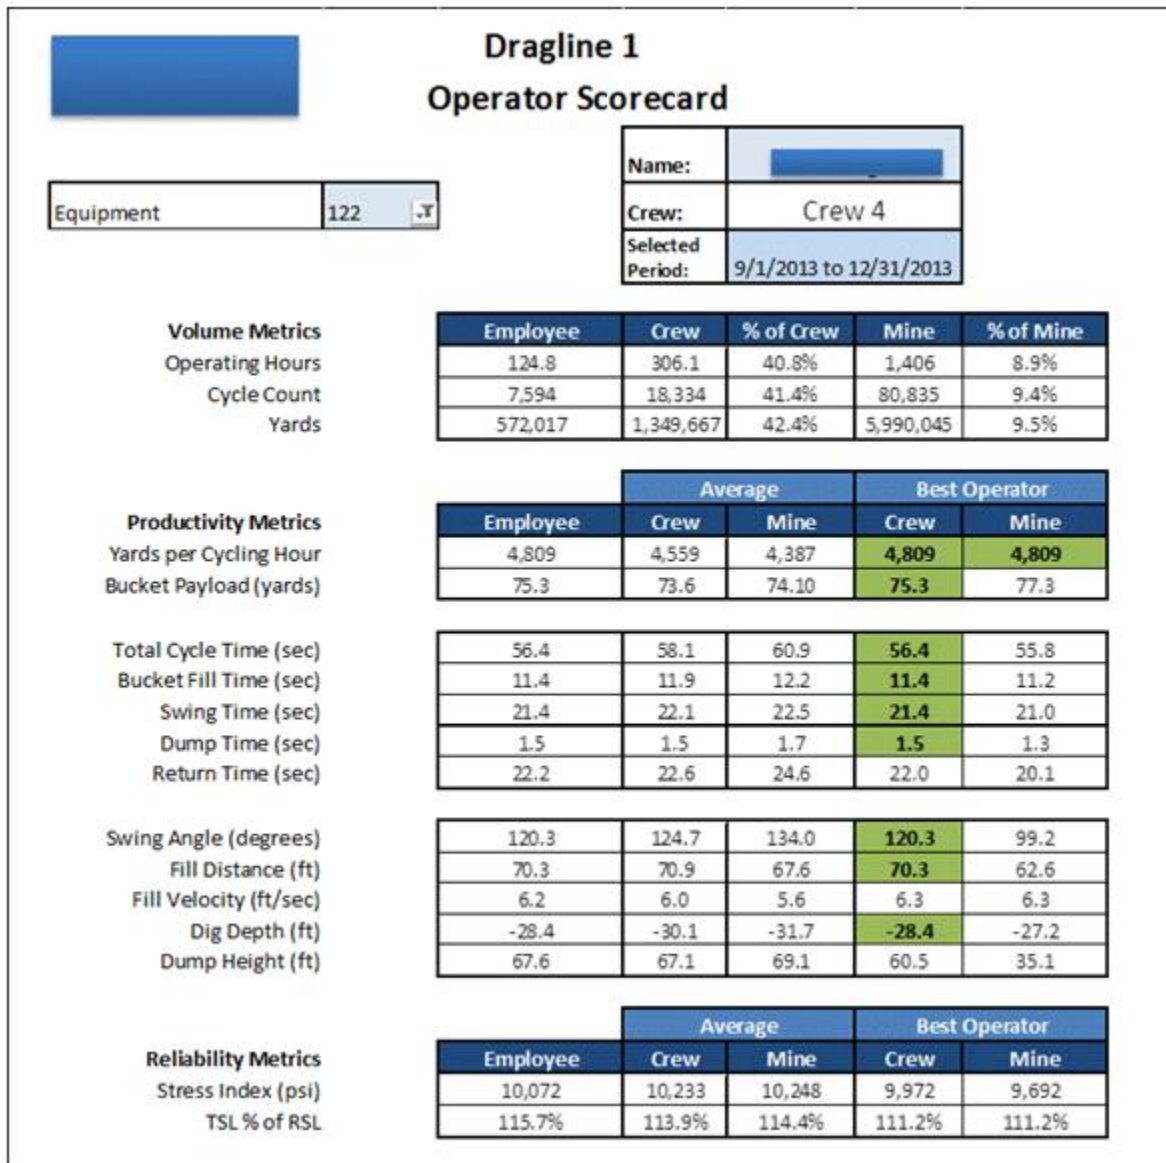 Dragline 1
Operator Scorecard
Name:
Equipment 122
Crew: Crew 4
Selected Period: 9/1/2013 to 12/31/2013
Volume Metrics Employee Crew % of Crew Mine % of Mine
Operating Hours 124.8 306.1 40.8% 1,406 8.9%
Cycle Count 7,594 18,334 41.4% 80,835 9.4%
Yards 572,017 1,349,667 42.4% 5,990,045 9.5%
Average Best Operator
Productivity Metrics Employee Crew Mine Crew Mine
Yards per Cycling Hour 4,809 4,559 4,387 4,809 4,809
Bucket Payload (yards) 75.3 73.6 74.10 75.3 77.3
Total Cycle Time (sec) 56.4 58.1 60.9 56.4 55.8
Bucket Fill Time (sec) 11.4 11.9 12.2 11.4 11.2
Swing Time (sec) 21.4 22.1 22.5 21.4 21.0
Dump Time (sec) 1.5 1.5 1.7 1.5 1.3
Return Time (sec) 22.2 22.6 24.6 22.0 20.1
Swing Angle (degrees) 120.3 124.7 134.0 120.3 99.2
Fill Distance (ft) 70.3 70.9 67.6 70.3 62.6
Fill Velocity (ft/sec) 6.2 6.0 5.6 6.3 6.3
Dig Depth (ft) -28.4 -30.1 -31.7 -28.4 -27.2
Dump Height (ft) 67.6 67.1 69.1 60.5 35.1
Average Best Operator
Reliability Metrics Employee Crew Mine Crew Mine
Stress Index (psi) 10,072 10,233 10,248 9,972 9,692
TSL % of RSL 115.7% 113.9% 114.4% 111.2% 111.2%